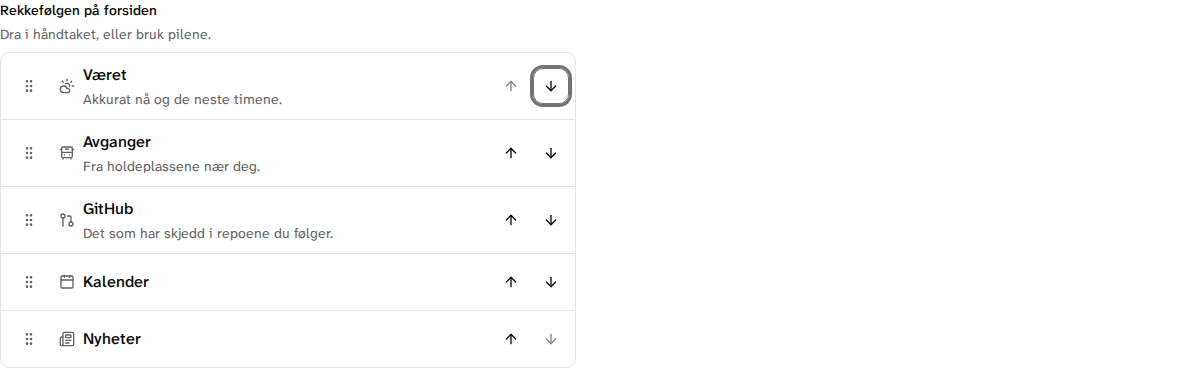 Rekkefølgen på forsiden
Dra i håndtaket, eller bruk pilene.
Været
Akkurat nå og de neste timene.
Avganger
Fra holdeplassene nær deg.
GitHub
Det som har skjedd i repoene du følger.
Kalender
Nyheter